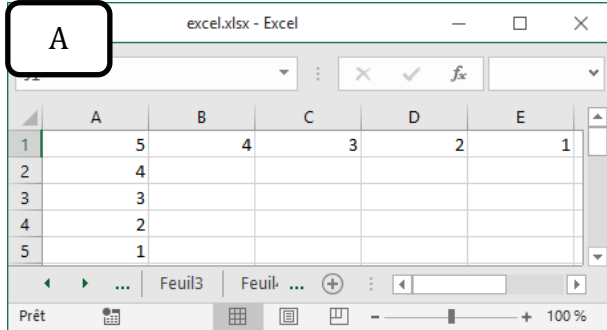 A
excel.xlsx - Excel
fx
A B C D E
1 5 4 3 2 1
2 4
3 3
4 2
5 1
... Feuil3 Feuil ...
Prêt 100 %